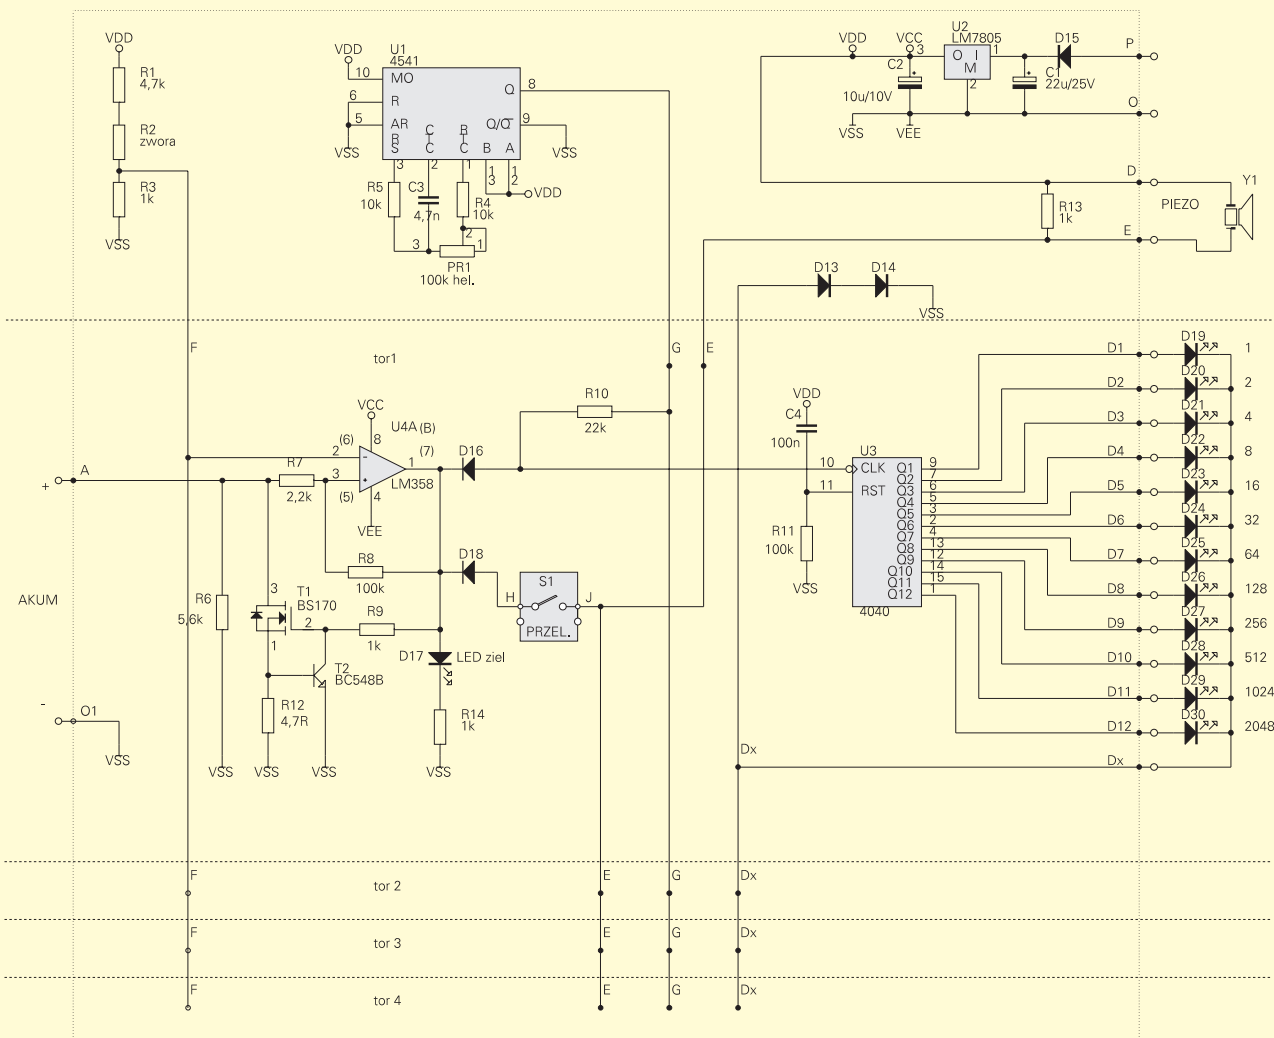 VDD
R1
4,7k
R2
zwora
R3
1k
VSS
VDD
U1
4541
10
MO
6
R
5
AR
VSS
Q
8
Q/Q
9
VSS
R
S
C
T
C
R
T
C
B
A
3
2
1
1
3
1
2
VDD
R5
10k
C3
4,7n
R4
10k
3
2
1
PR1
100k hel.
VDD
VCC
U2
LM7805
3
O
I
M
1
2
D15
P
C2
10u/10V
C1
22u/25V
O
VSS
VEE
D
PIEZO
Y1
R13
1k
E
D13
D14
VSS
F
tor1
G
E
R10
22k
VCC
(6)
U4A (B)
8
2
-
1
(7)
3
+
LM358
(5)
4
VEE
D16
A
+
R7
2,2k
AKUM
R6
5,6k
R8
100k
D18
H
S1
J
PRZEL.
3
T1
BS170
2
1
R9
1k
D17
LED ziel
T2
BC548B
R12
4,7R
R14
1k
-
O1
VSS
VSS
VSS
VSS
VSS
VDD
C4
100n
U3
10
CLK
11
RST
R11
100k
VSS
4040
Q1
9
Q2
7
Q3
6
Q4
5
Q5
3
Q6
2
Q7
4
Q8
13
Q9
12
Q10
14
Q11
15
Q12
1
D1
D19
1
D2
D20
2
D3
D21
4
D4
D22
8
D5
D23
16
D6
D24
32
D7
D25
64
D8
D26
128
D9
D27
256
D10
D28
512
D11
D29
1024
D12
D30
2048
Dx
Dx
F
tor 2
E
G
Dx
F
tor 3
E
G
Dx
F
tor 4
E
G
Dx